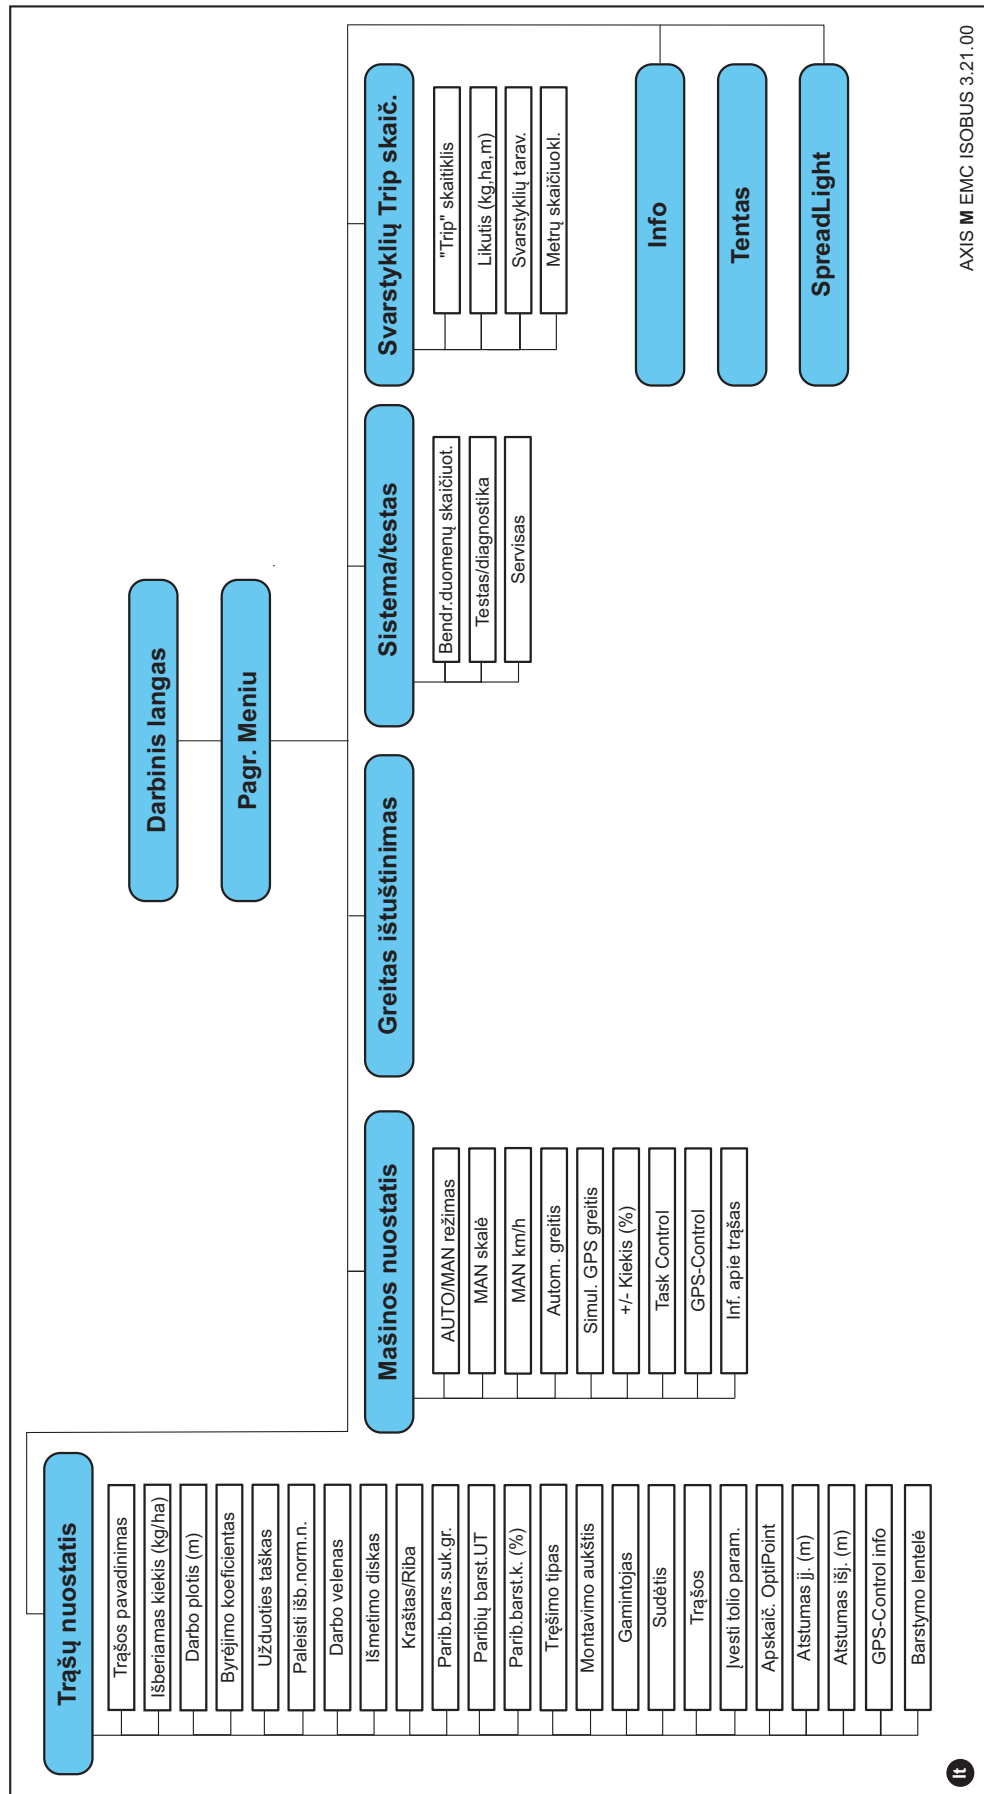 Darbinis langas
Pagr. Meniu
Trąšų nuostatis
Trąšos pavadinimas
Išberiamas kiekis (kg/ha)
Darbo plotis (m)
Byrėjimo koeficientas
Užduoties taškas
Paleisti išb.norm.n.
Darbo velenas
Išmetimo diskas
Kraštas/Riba
Parib.bars.suk.gr.
Paribių barst.UT
Parib.barst.k. (%)
Tręšimo tipas
Montavimo aukštis
Gamintojas
Sudėtis
Trąšos
Įvesti tolio param.
Apskaič. OptiPoint
Atstumas įj. (m)
Atstumas išj. (m)
GPS-Control info
Barstymo lentelė
Mašinos nuostatis
AUTO/MAN režimas
MAN skalė
MAN km/h
Autom. greitis
Simul. GPS greitis
+/- Kiekis (%)
Task Control
GPS-Control
Inf. apie trąšas
Greitas ištuštinimas
Sistema/testas
Bendr.duomenų skaičiuot.
Testas/diagnostika
Servisas
Svarstyklių Trip skaič.
"Trip" skaitiklis
Likutis (kg,ha,m)
Svarstyklių tarav.
Metrų skaičiuokl.
Info
Tentas
SpreadLight
lt
AXIS M EMC ISOBUS 3.21.00